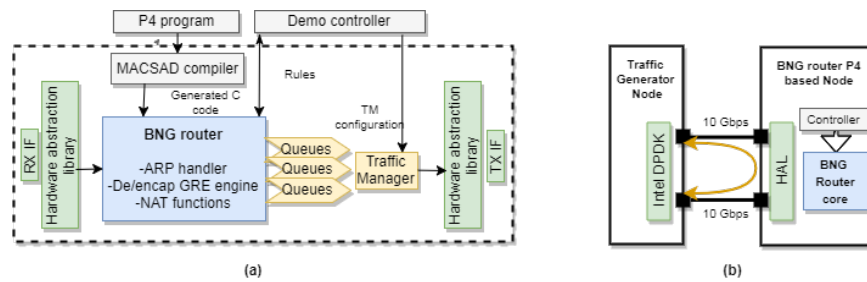 P4 program
Demo controller
MACSAD compiler
Rules
Generated C
code
TM
configuration
RX IF
Hardware abstraction
library
BNG router
-ARP handler
-De/encap GRE engine
-NAT functions
Queues
Queues
Queues
Traffic
Manager
Hardware abstraction
library
TX IF
(a)
Traffic
Generator
Node
BNG router P4
based Node
10 Gbps
Controller
Intel DPDK
HAL
BNG
Router
core
10 Gbps
(b)